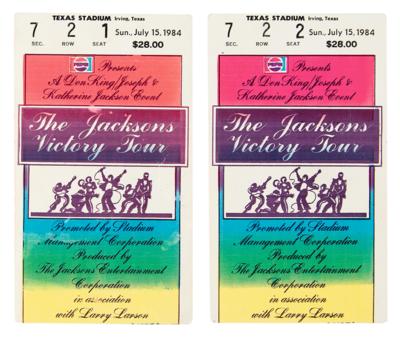 TEXAS STADIUM Irving, Texas
7 2 1 Sun., July 15, 1984
SEC. ROW SEAT $28.00
PEPSI Presents
A Don King/Joseph &
Katherine Jackson Event
The Jacksons
Victory Tour
Promoted by Stadium
Management Corporation
Produced by
The Jacksons Entertainment
Corporation
in association
with Larry Larson
TEXAS STADIUM Irving, Texas
7 2 2 Sun., July 15, 1984
SEC. ROW SEAT $28.00
PEPSI Presents
A Don King/Joseph &
Katherine Jackson Event
The Jacksons
Victory Tour
Promoted by Stadium
Management Corporation
Produced by
The Jacksons Entertainment
Corporation
in association
with Larry Larson